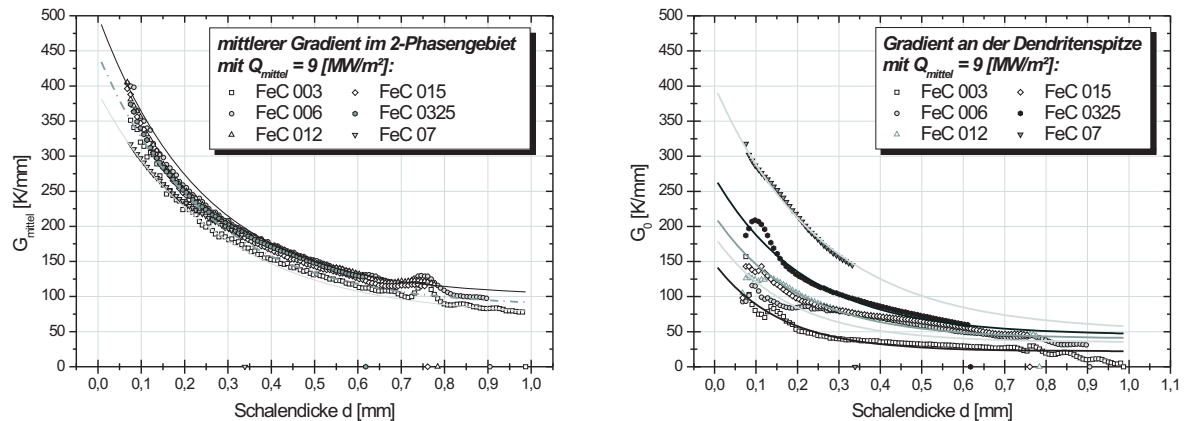 mittlerer Gradient im 2-Phasengebiet
mit Q_mittel = 9 [MW/m²]:
FeC 003 FeC 015
FeC 006 FeC 0325
FeC 012 FeC 07
500
450
400
350
300
250
200
150
100
50
0
G_mittel [K/mm]
0,0 0,1 0,2 0,3 0,4 0,5 0,6 0,7 0,8 0,9 1,0
Schalendicke d [mm]
Gradient an der Dendritenspitze
mit Q_mittel = 9 [MW/m²]:
FeC 003 FeC 015
FeC 006 FeC 0325
FeC 012 FeC 07
500
450
400
350
300
250
200
150
100
50
0
G_0 [K/mm]
0,0 0,1 0,2 0,3 0,4 0,5 0,6 0,7 0,8 0,9 1,0 1,1
Schalendicke d [mm]